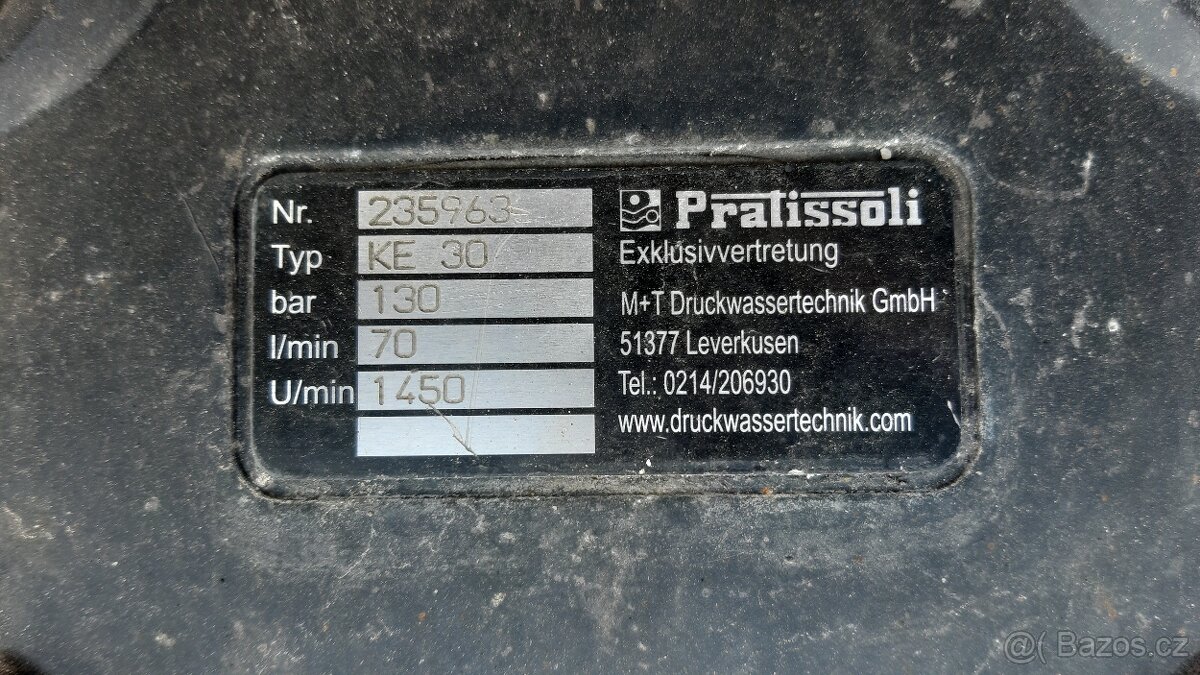 Nr. 235963
Typ KE 30
bar 130
l/min 70
U/min 1450
Pratissoli
Exklusivvertretung
M+T Druckwassertechnik GmbH
51377 Leverkusen
Tel.: 0214/206930
www.druckwassertechnik.com
@( Bazos.cz